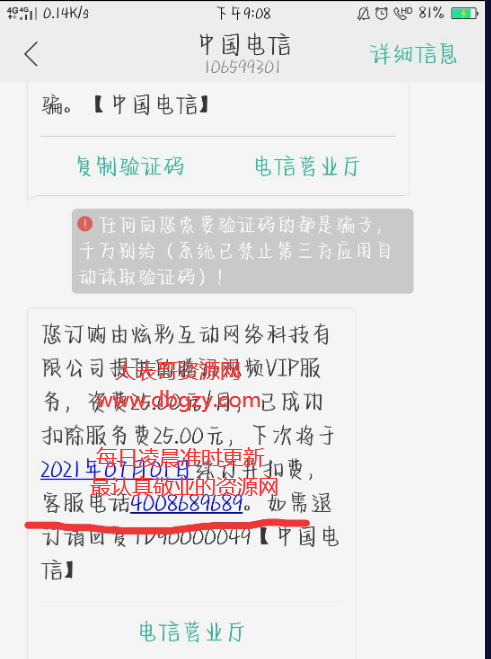 4G 4G 0.14K/s 下午9:08 HD 81%
中国电信
106599301
详细信息
骗。【中国电信】
复制验证码 电信营业厅
任何向您索要验证码的都是骗子，
千万别给（系统已禁止第三方应用自
动读取验证码）！
您订购由炫彩互动网络科技有
限公司提 视频VIP服
大表哥资源网
务，资费25.00元/月，已成功
www.dbgzy.com
扣除服务费25.00元，下次将于
每日凌晨准时更新
2021年07月01日续订并扣费，
最认真敬业的资源网
客服电话4008689689。如需退
订请回复TD90000049【中国电
信】
电信营业厅